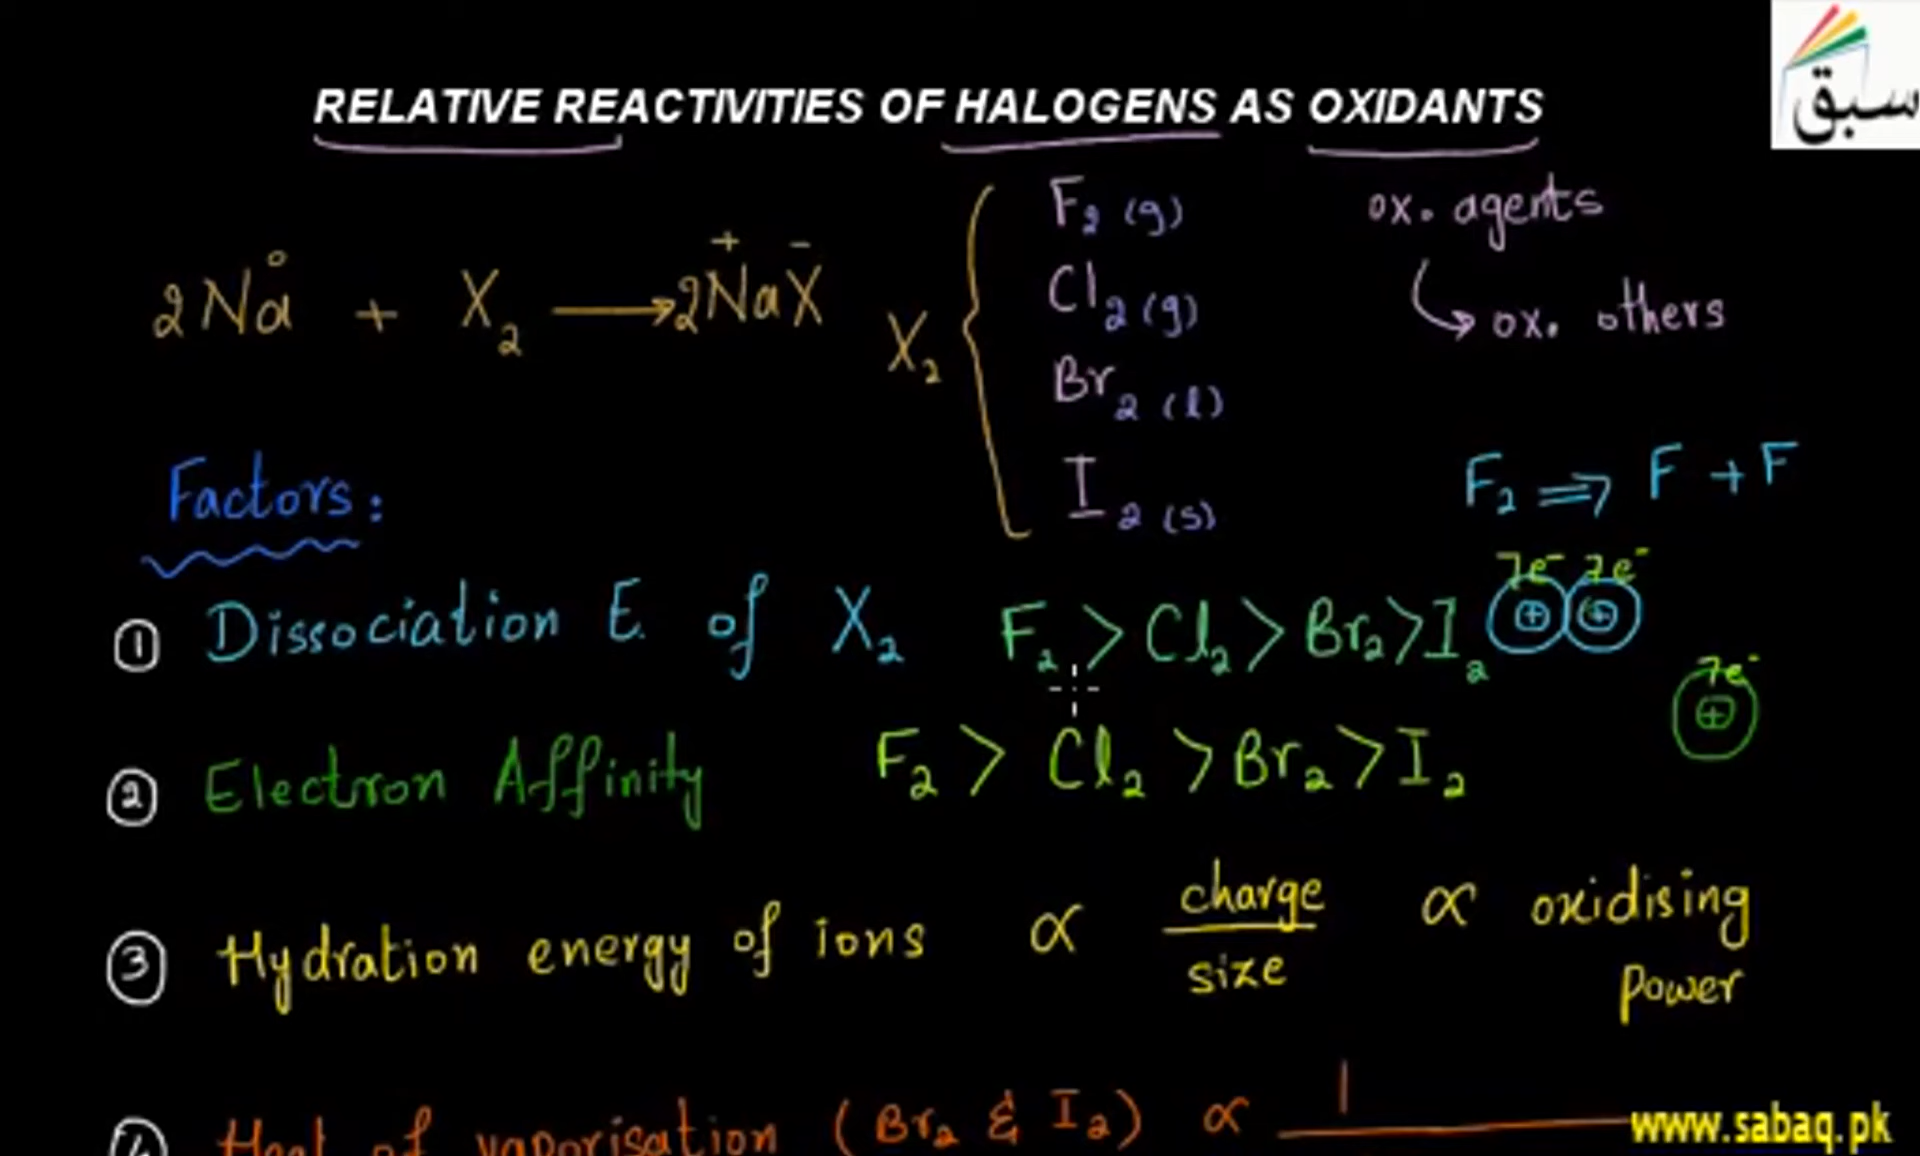 سبق
RELATIVE REACTIVITIES OF HALOGENS AS OXIDANTS
2Na° + X₂ → 2Na⁺X⁻
X₂
F₂ (g)
Cl₂ (g)
Br₂ (l)
I₂ (s)
ox. agents
ox. others
Factors:
F₂ ⇒ F + F
7e⁻ 7e⁻
+ +
① Dissociation E. of X₂ F₂ > Cl₂ > Br₂ > I₂
7e⁻
+
② Electron Affinity F₂ > Cl₂ > Br₂ > I₂
③ Hydration energy of ions ∝ charge/size ∝ oxidising power
④ Heat of vaporisation (Br₂ & I₂) ∝ 1
www.sabaq.pk